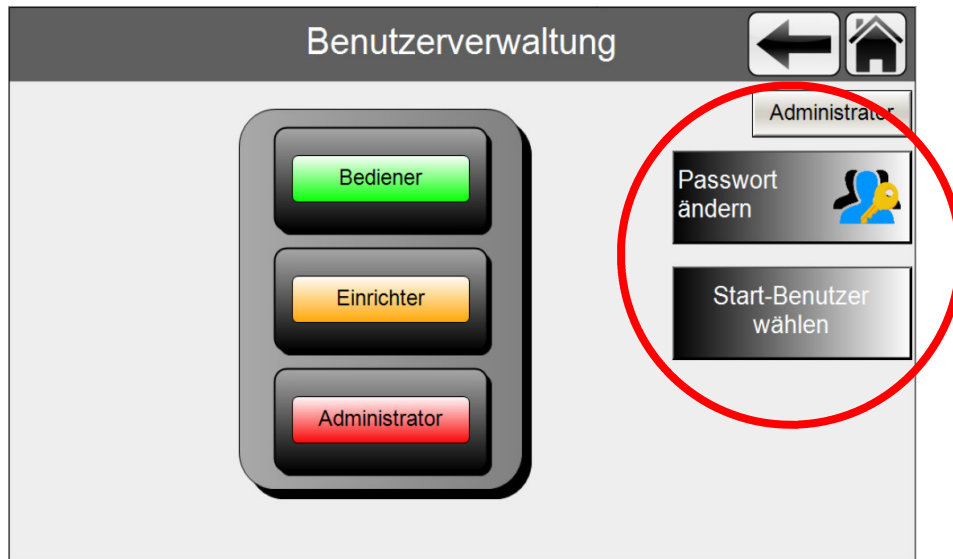 Benutzerverwaltung
Administrator
Bediener
Passwort
ändern
Einrichter
Start-Benutzer
wählen
Administrator